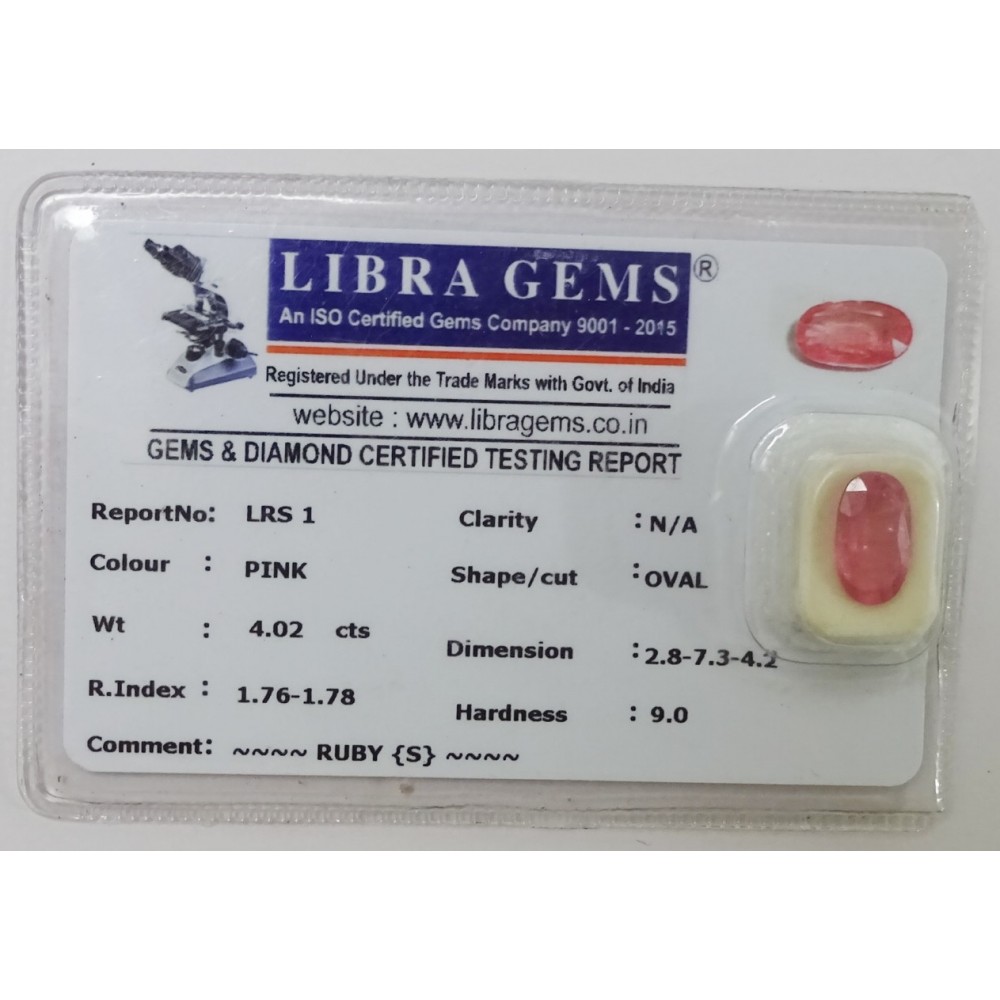 LIBRA GEMS ®
An ISO Certified Gems Company 9001 - 2015
Registered Under the Trade Marks with Govt. of India
website : www.libragems.co.in
GEMS & DIAMOND CERTIFIED TESTING REPORT
ReportNo: LRS 1
Clarity : N/A
Colour : PINK
Shape/cut : OVAL
Wt : 4.02 cts
Dimension : 2.8-7.3-4.2
R.Index : 1.76-1.78
Hardness : 9.0
Comment: ~~~~ RUBY {S} ~~~~